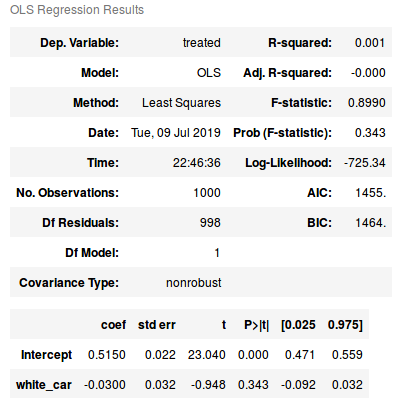 OLS Regression Results
Dep. Variable: treated R-squared: 0.001
Model: OLS Adj. R-squared: -0.000
Method: Least Squares F-statistic: 0.8990
Date: Tue, 09 Jul 2019 Prob (F-statistic): 0.343
Time: 22:46:36 Log-Likelihood: -725.34
No. Observations: 1000 AIC: 1455.
Df Residuals: 998 BIC: 1464.
Df Model: 1
Covariance Type: nonrobust
coef std err t P>|t| [0.025 0.975]
Intercept 0.5150 0.022 23.040 0.000 0.471 0.559
white_car -0.0300 0.032 -0.948 0.343 -0.092 0.032